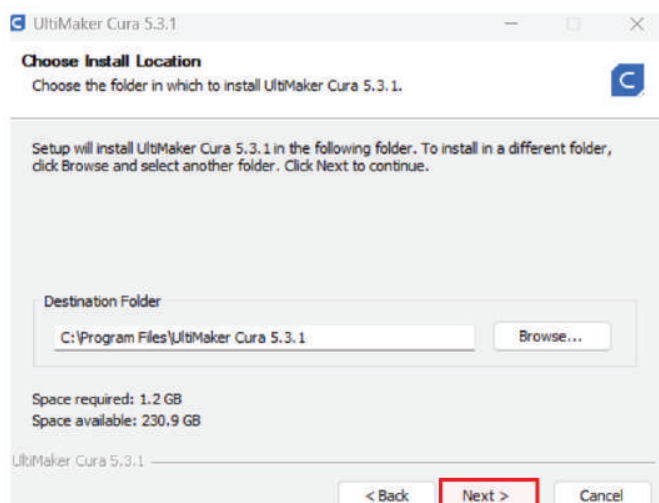 UltiMaker Cura 5.3.1
Choose Install Location
Choose the folder in which to install UltiMaker Cura 5.3.1.
Setup will install UltiMaker Cura 5.3.1 in the following folder. To install in a different folder,
click Browse and select another folder. Click Next to continue.
Destination Folder
C:\Program Files\UltiMaker Cura 5.3.1
Browse...
Space required: 1.2 GB
Space available: 230.9 GB
UltiMaker Cura 5.3.1
< Back Next > Cancel